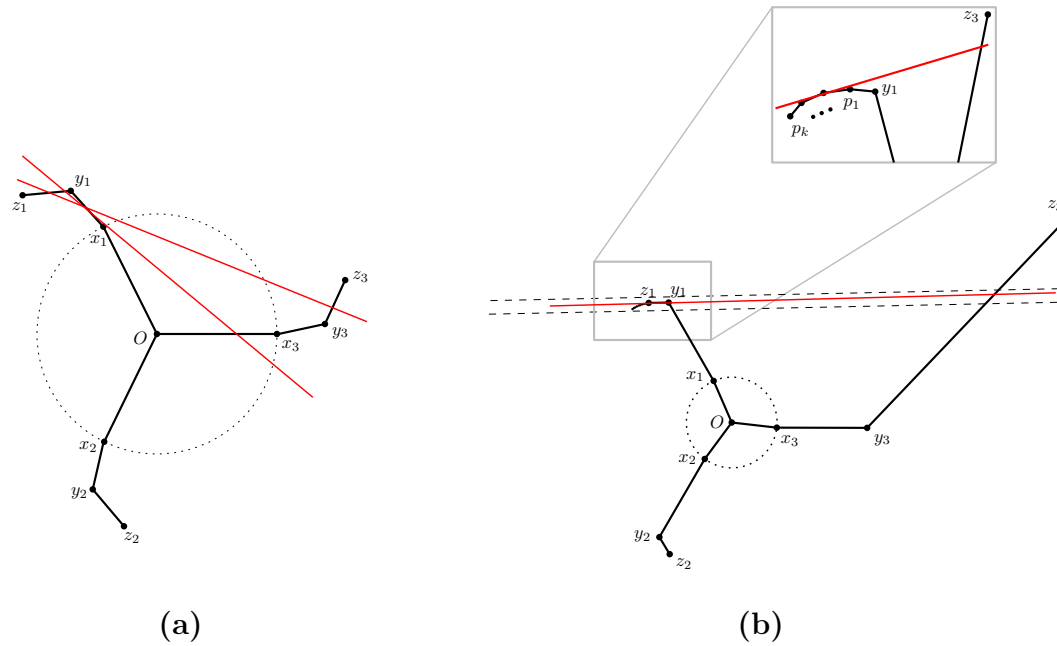 y₁
z₁
x₁
z₃
O
x₃
y₃
x₂
y₂
z₂
(a)
z₃
y₁
p₁
p_k
z₁
y₁
x₁
O
x₃
y₃
x₂
y₂
z₂
(b)